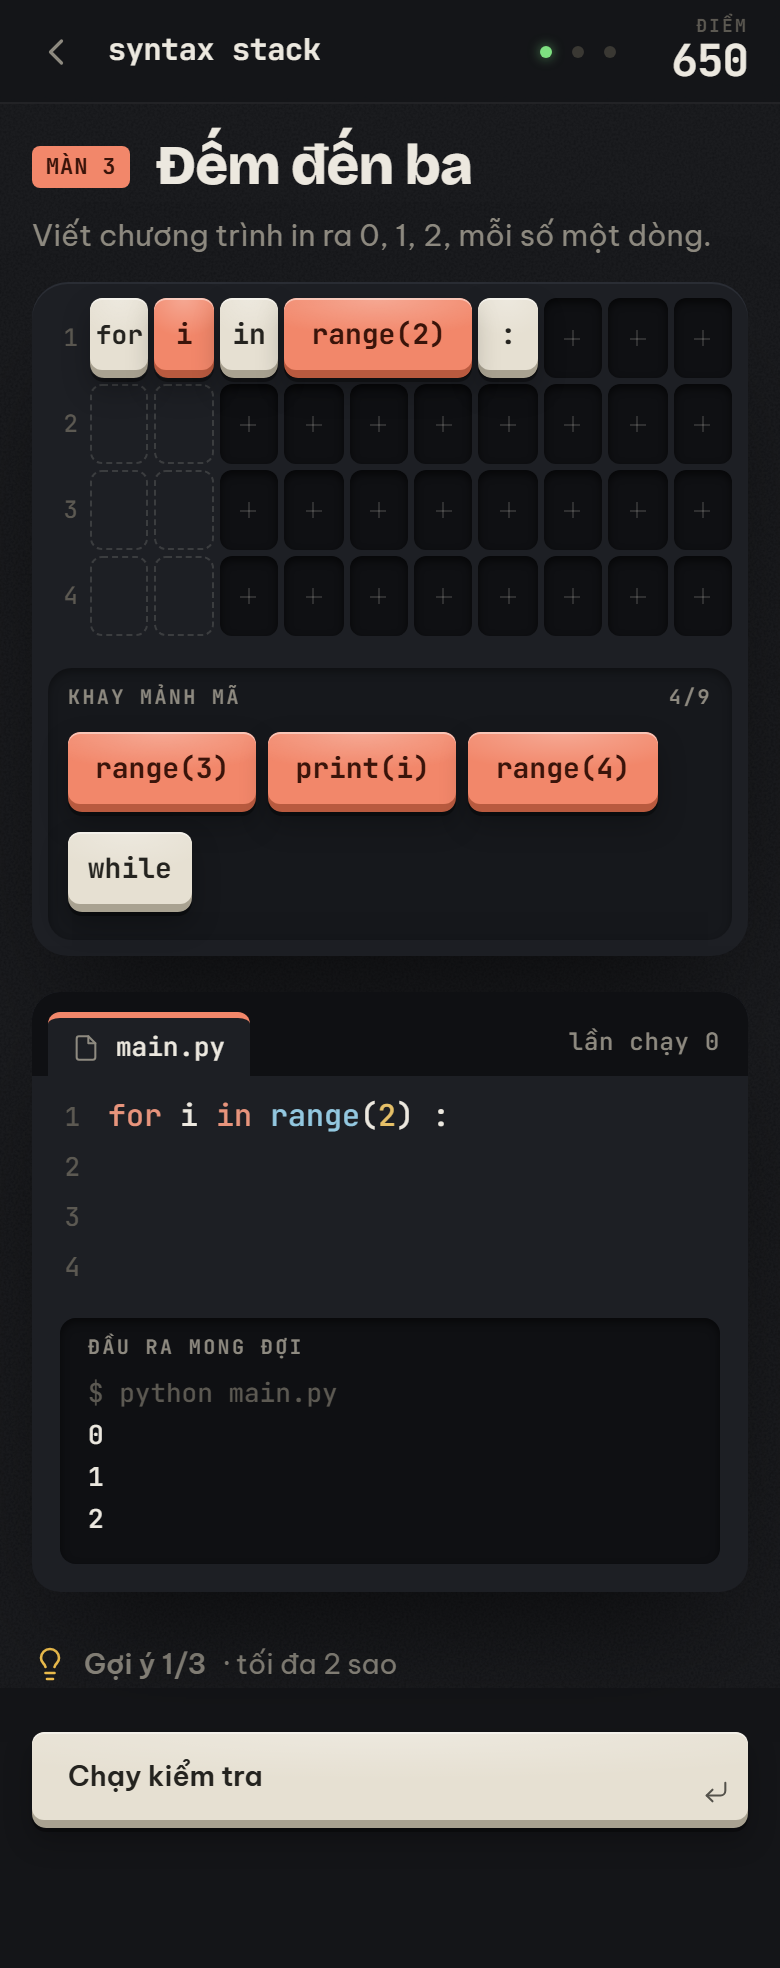 syntax stack
ĐIỂM
650
MÀN 3 Đếm đến ba
Viết chương trình in ra 0, 1, 2, mỗi số một dòng.
1 for i in range(2) : + + +
2 + + + + + + + +
3 + + + + + + + +
4 + + + + + + + +
KHAY MẢNH MÃ 4/9
range(3) print(i) range(4)
while
main.py lần chạy 0
1 for i in range(2) :
2
3
4
ĐẦU RA MONG ĐỢI
$ python main.py
0
1
2
Gợi ý 1/3 · tối đa 2 sao
Chạy kiểm tra